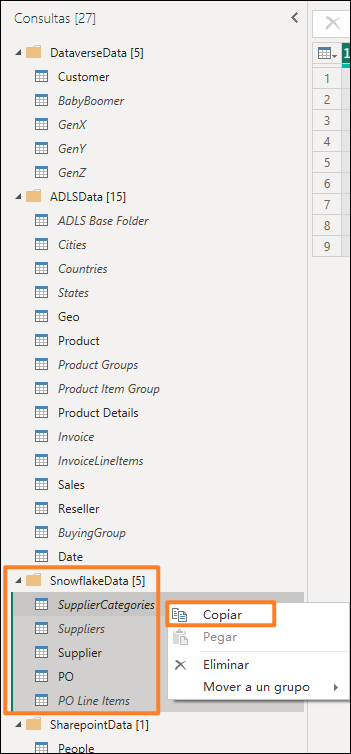 Consultas [27]
DataverseData [5]
Customer
BabyBoomer
GenX
GenY
GenZ
ADLSData [15]
ADLS Base Folder
Cities
Countries
States
Geo
Product
Product Groups
Product Item Group
Product Details
Invoice
InvoiceLineItems
Sales
Reseller
BuyingGroup
Date
SnowflakeData [5]
SupplierCategories
Suppliers
Supplier
PO
PO Line Items
SharepointData [1]
People
Copiar
Pegar
Eliminar
Mover a un grupo
1
1
2
3
4
5
6
7
8
9